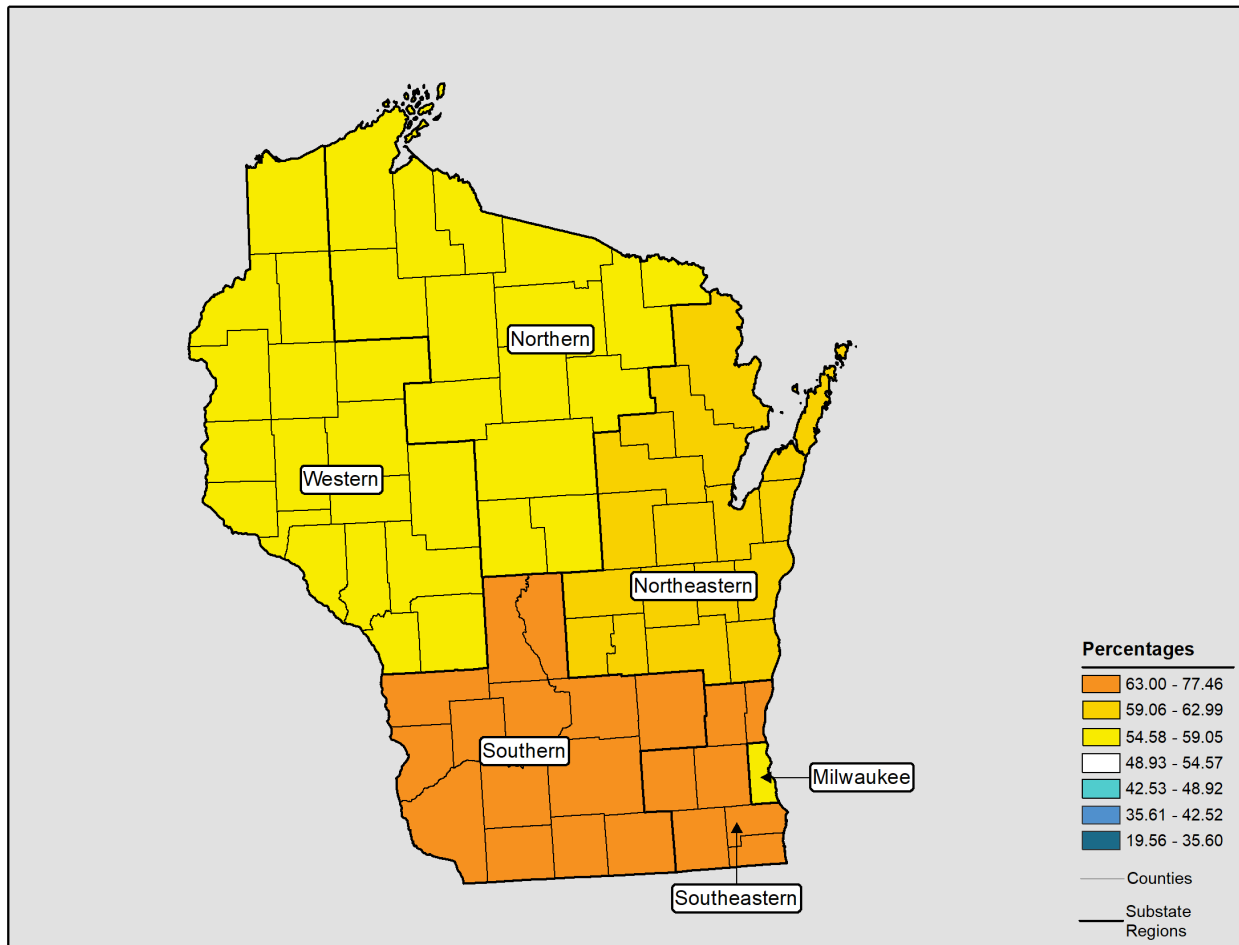 Northern
Western
Northeastern
Southern
Milwaukee
Southeastern
Percentages
63.00 - 77.46
59.06 - 62.99
54.58 - 59.05
48.93 - 54.57
42.53 - 48.92
35.61 - 42.52
19.56 - 35.60
Counties
Substate
Regions